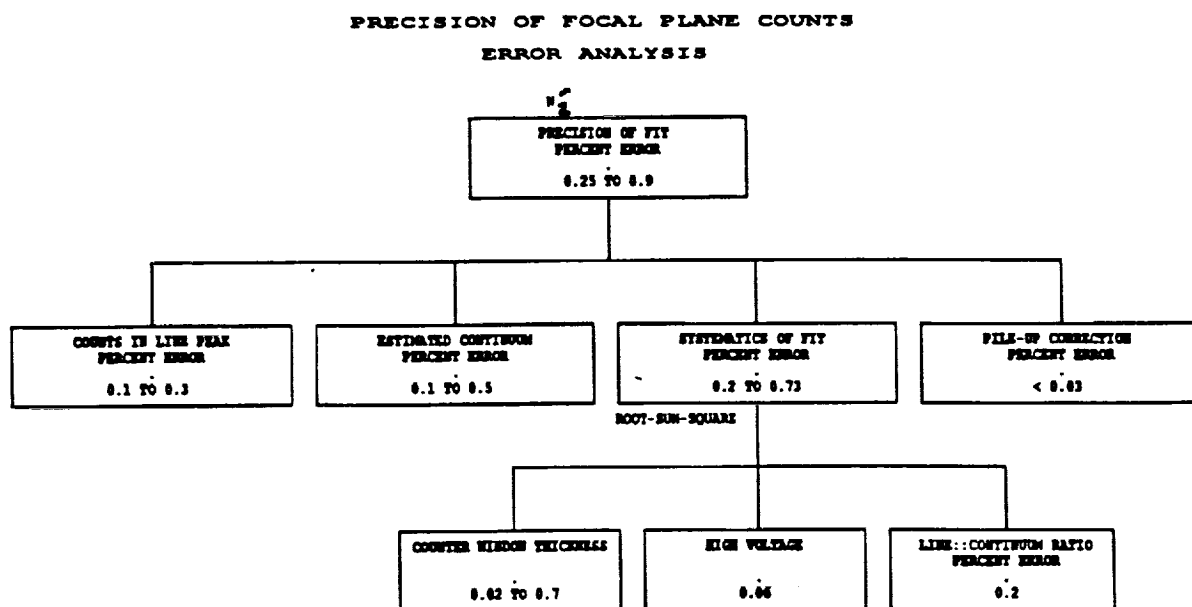 PRECISION OF FOCAL PLANE COUNTS
ERROR ANALYSIS
PRECISION OF FIT
PERCENT ERROR
0.25 TO 0.9
COUNTS IN LINE PEAK
PERCENT ERROR
0.1 TO 0.3
ESTIMATED CONTINUUM
PERCENT ERROR
0.1 TO 0.5
SYSTEMATICS OF FIT
PERCENT ERROR
0.2 TO 0.73
PILE-UP CORRECTION
PERCENT ERROR
< 0.03
ROOT-SUM-SQUARE
COUNTER WINDOW THICKNESS
0.02 TO 0.7
HIGH VOLTAGE
0.06
LINE::CONTINUUM RATIO
PERCENT ERROR
0.2